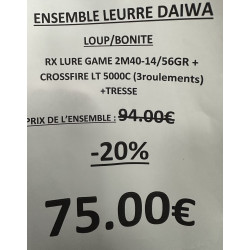 ENSEMBLE LEURRE DAIWA
LOUP/BONITE
RX LURE GAME 2M40-14/56GR +
CROSSFIRE LT 5000C (3roulements)
+TRESSE
PRIX DE L'ENSEMBLE : 94.00€
-20%
75.00€